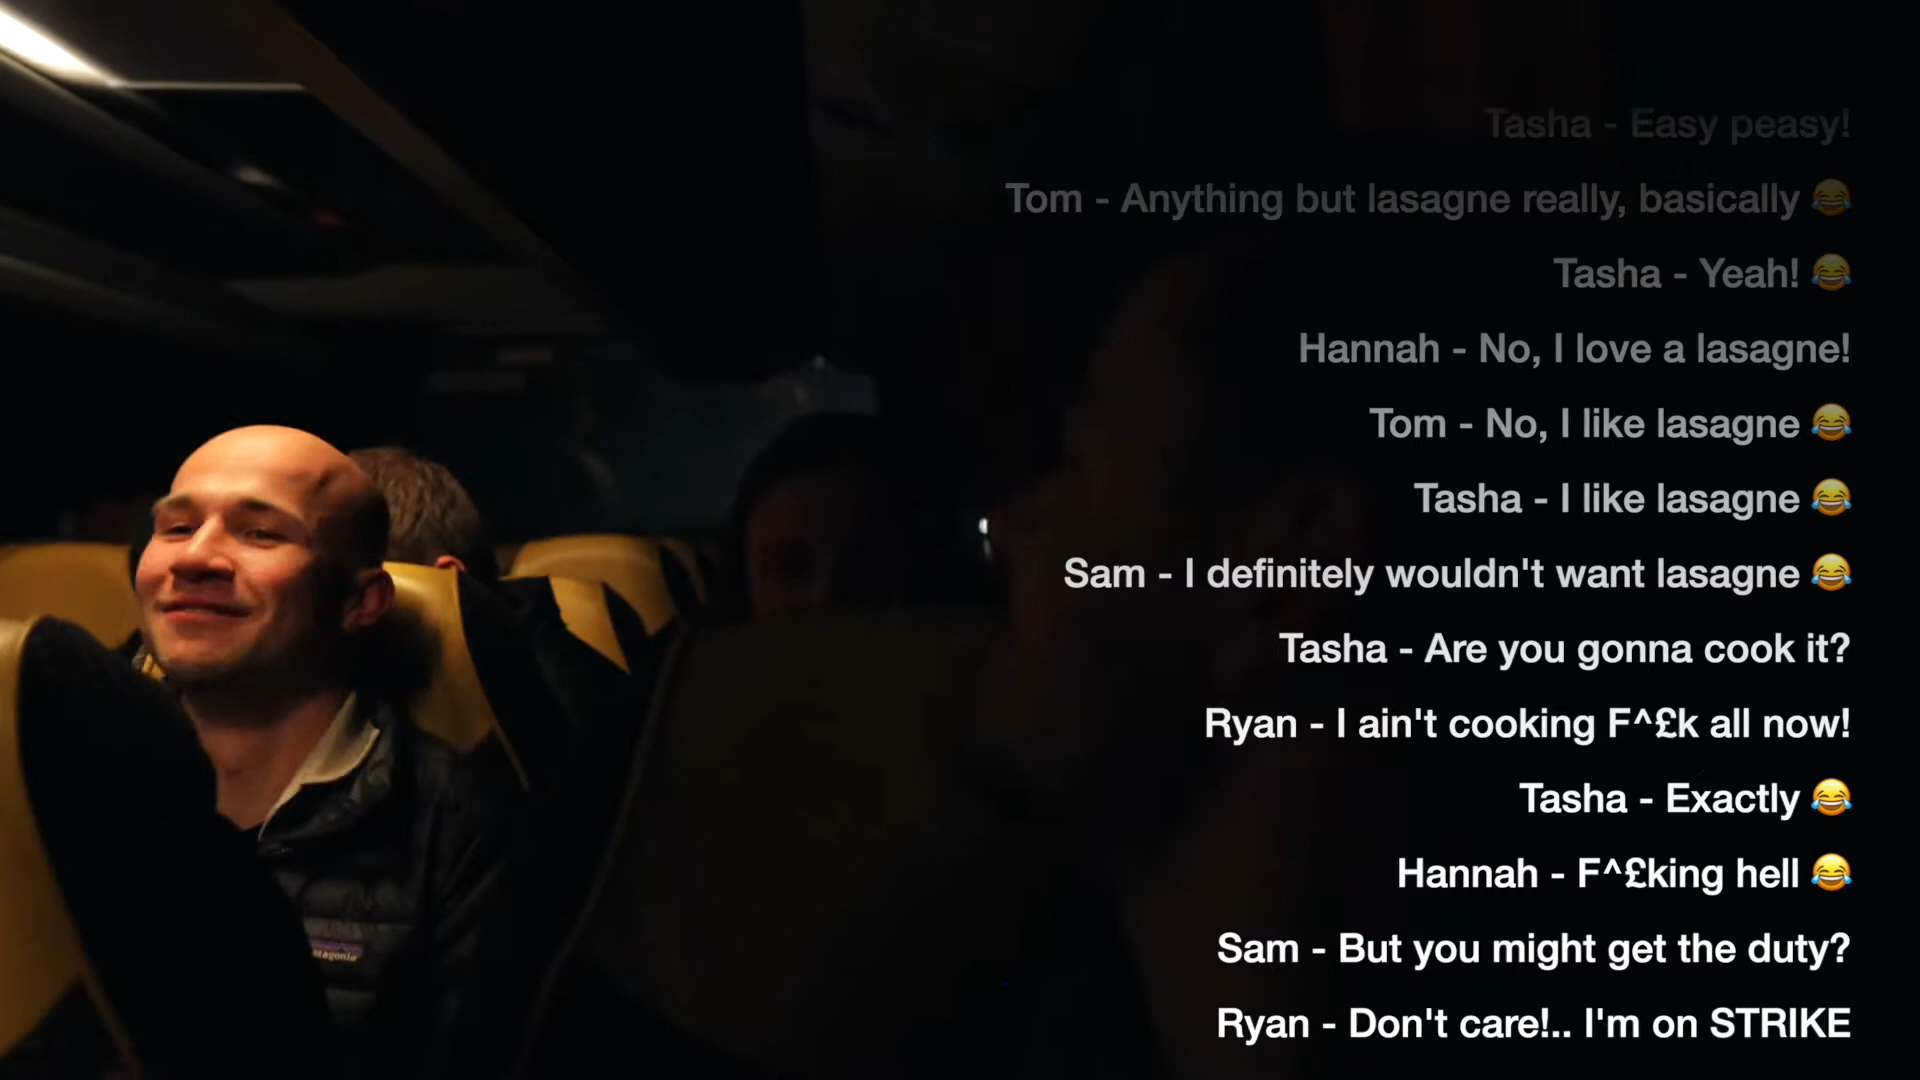 Tasha - Easy peasy!
Tom - Anything but lasagne really, basically 😂
Tasha - Yeah! 😂
Hannah - No, I love a lasagne!
Tom - No, I like lasagne 😂
Tasha - I like lasagne 😂
Sam - I definitely wouldn't want lasagne 😂
Tasha - Are you gonna cook it?
Ryan - I ain't cooking F^£k all now!
Tasha - Exactly 😂
Hannah - F^£king hell 😂
Sam - But you might get the duty?
Ryan - Don't care!.. I'm on STRIKE